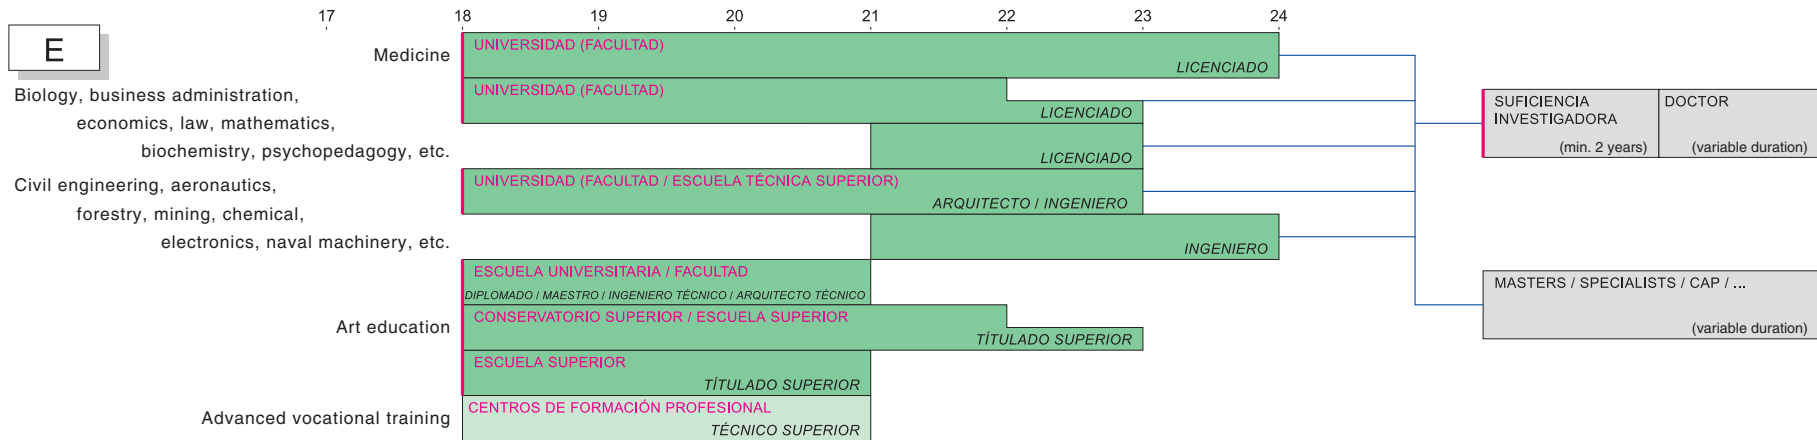 17 18 19 20 21 22 23 24
E
Medicine
UNIVERSIDAD (FACULTAD)
LICENCIADO
Biology, business administration,
economics, law, mathematics,
biochemistry, psychopedagogy, etc.
UNIVERSIDAD (FACULTAD)
LICENCIADO
LICENCIADO
Civil engineering, aeronautics,
forestry, mining, chemical,
electronics, naval machinery, etc.
UNIVERSIDAD (FACULTAD / ESCUELA TÉCNICA SUPERIOR)
ARQUITECTO / INGENIERO
INGENIERO
ESCUELA UNIVERSITARIA / FACULTAD
DIPLOMADO / MAESTRO / INGENIERO TÉCNICO / ARQUITECTO TÉCNICO
Art education
CONSERVATORIO SUPERIOR / ESCUELA SUPERIOR
TÍTULADO SUPERIOR
ESCUELA SUPERIOR
TÍTULADO SUPERIOR
Advanced vocational training
CENTROS DE FORMACIÓN PROFESIONAL
TÉCNICO SUPERIOR
SUFICIENCIA
INVESTIGADORA
(min. 2 years)
DOCTOR
(variable duration)
MASTERS / SPECIALISTS / CAP / ...
(variable duration)